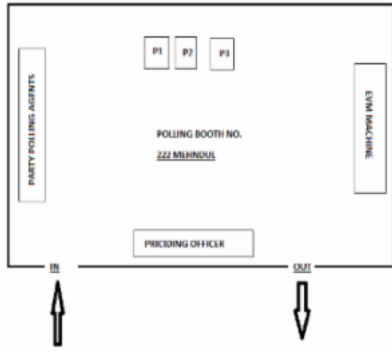 P1 P2 P3
PARTY POLLING AGENTS
EVM MACHINE
POLLING BOOTH NO.
222 MEHNDUL
PRICIDING OFFICER
IN OUT